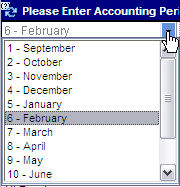 Please Enter Accounting Per
6 - February
1 - September
2 - October
3 - November
4 - December
5 - January
6 - February
7 - March
8 - April
9 - May
10 - June